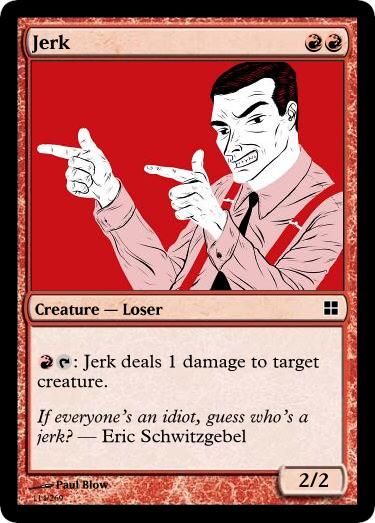 Jerk
Creature — Loser
: Jerk deals 1 damage to target
creature.
If everyone's an idiot, guess who's a
jerk? — Eric Schwitzgebel
Paul Blow
2/2